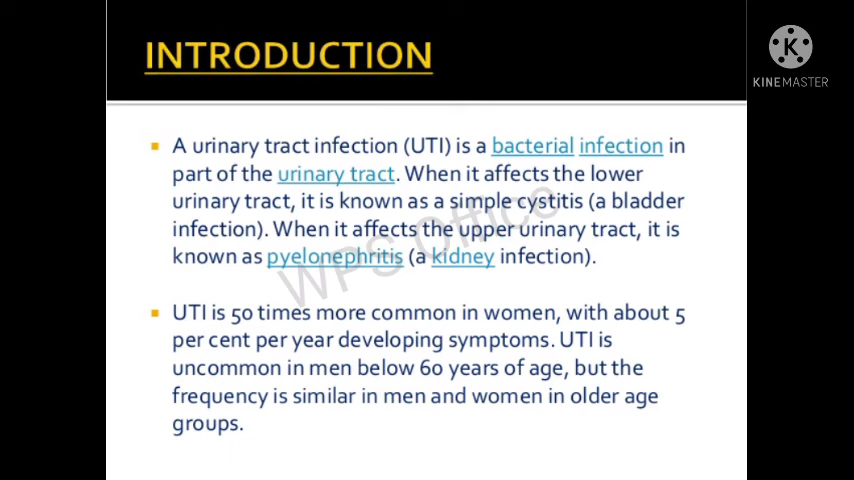 INTRODUCTION
K
KINEMASTER
A urinary tract infection (UTI) is a bacterial infection in
part of the urinary tract. When it affects the lower
urinary tract, it is known as a simple cystitis (a bladder
infection). When it affects the upper urinary tract, it is
known as pyelonephritis (a kidney infection).
WPS Office
UTI is 50 times more common in women, with about 5
per cent per year developing symptoms. UTI is
uncommon in men below 60 years of age, but the
frequency is similar in men and women in older age
groups.